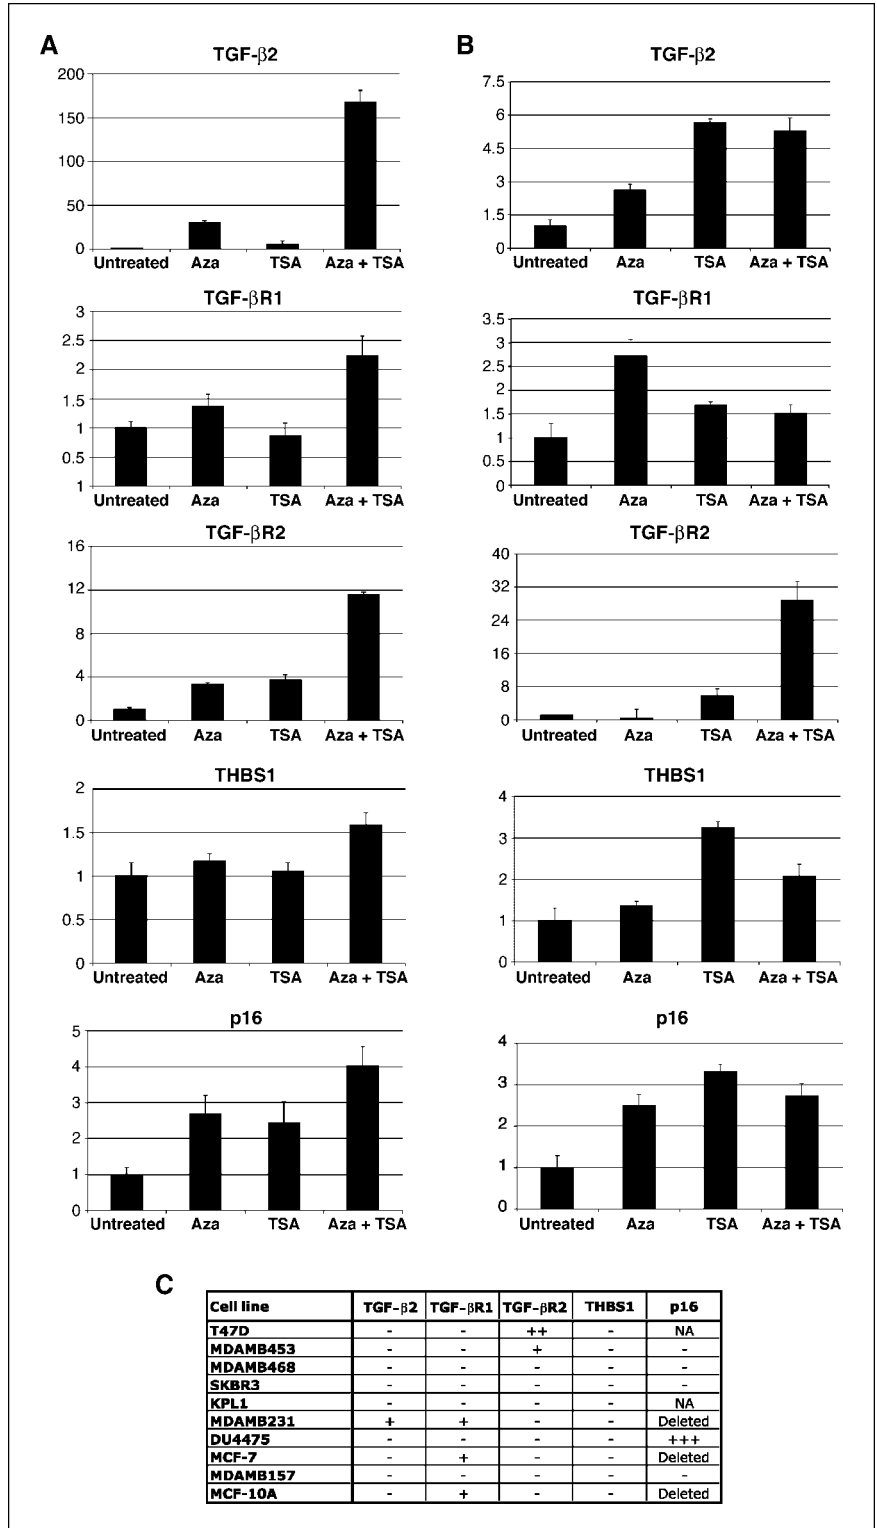 A
TGF-β2
200
150
100
50
0
Untreated Aza TSA Aza + TSA
TGF-βR1
3
2.5
2
1.5
1
0.5
1
Untreated Aza TSA Aza + TSA
TGF-βR2
16
12
8
4
0
Untreated Aza TSA Aza + TSA
THBS1
2
1.5
1
0.5
0
Untreated Aza TSA Aza + TSA
p16
5
4
3
2
1
0
Untreated Aza TSA Aza + TSA
B
TGF-β2
7.5
6
4.5
3
1.5
0
Untreated Aza TSA Aza + TSA
TGF-βR1
3.5
3
2.5
2
1.5
1
0.5
0
Untreated Aza TSA Aza + TSA
TGF-βR2
40
32
24
16
8
0
Untreated Aza TSA Aza + TSA
THBS1
4
3
2
1
0
Untreated Aza TSA Aza + TSA
p16
4
3
2
1
0
Untreated Aza TSA Aza + TSA
C
Cell line TGF-β2 TGF-βR1 TGF-βR2 THBS1 p16
T47D - - ++ - NA
MDAMB453 - - + - -
MDAMB468 - - - - -
SKBR3 - - - - -
KPL1 - - - - NA
MDAMB231 + + - - Deleted
DU4475 - - - - +++
MCF-7 - + - - Deleted
MDAMB157 - - - - -
MCF-10A - + - - Deleted